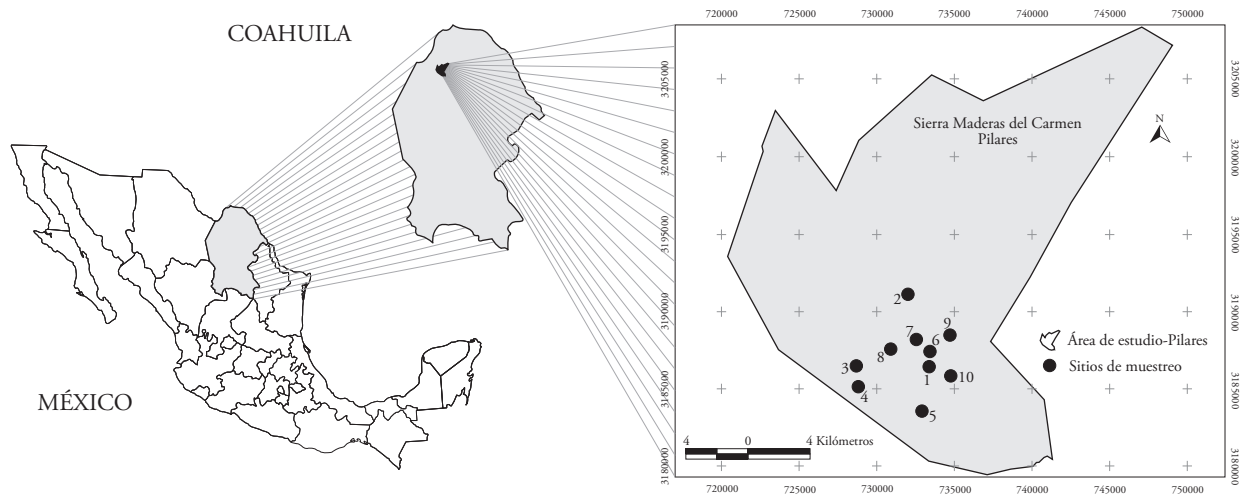 COAHUILA
MÉXICO
720000 725000 730000 735000 740000 745000 750000
3205000
3200000
3195000
3190000
3185000
3180000
Sierra Maderas del Carmen
Pilares
N
3205000
3200000
3195000
3190000
3185000
3180000
2
7
9
6
8
3
1
10
4
5
Área de estudio-Pilares
Sitios de muestreo
4 0 4 Kilómetros
720000 725000 730000 735000 740000 745000 750000